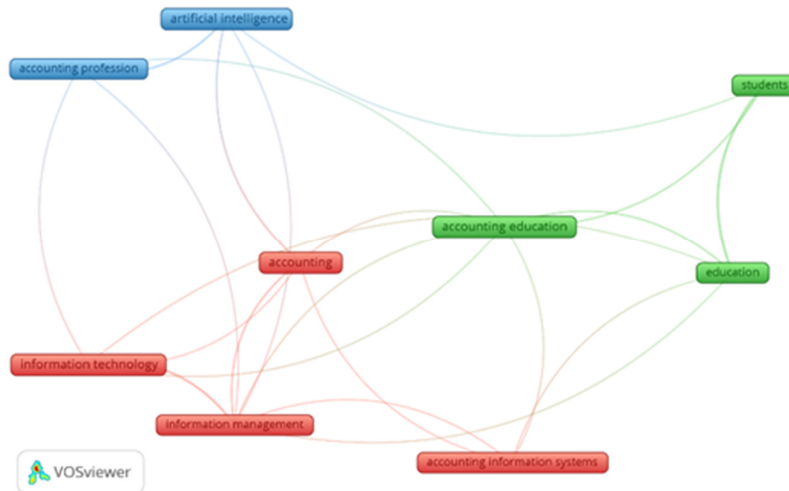 artificial intelligence
accounting profession
students
accounting education
accounting
education
information technology
information management
accounting information systems
VOSviewer